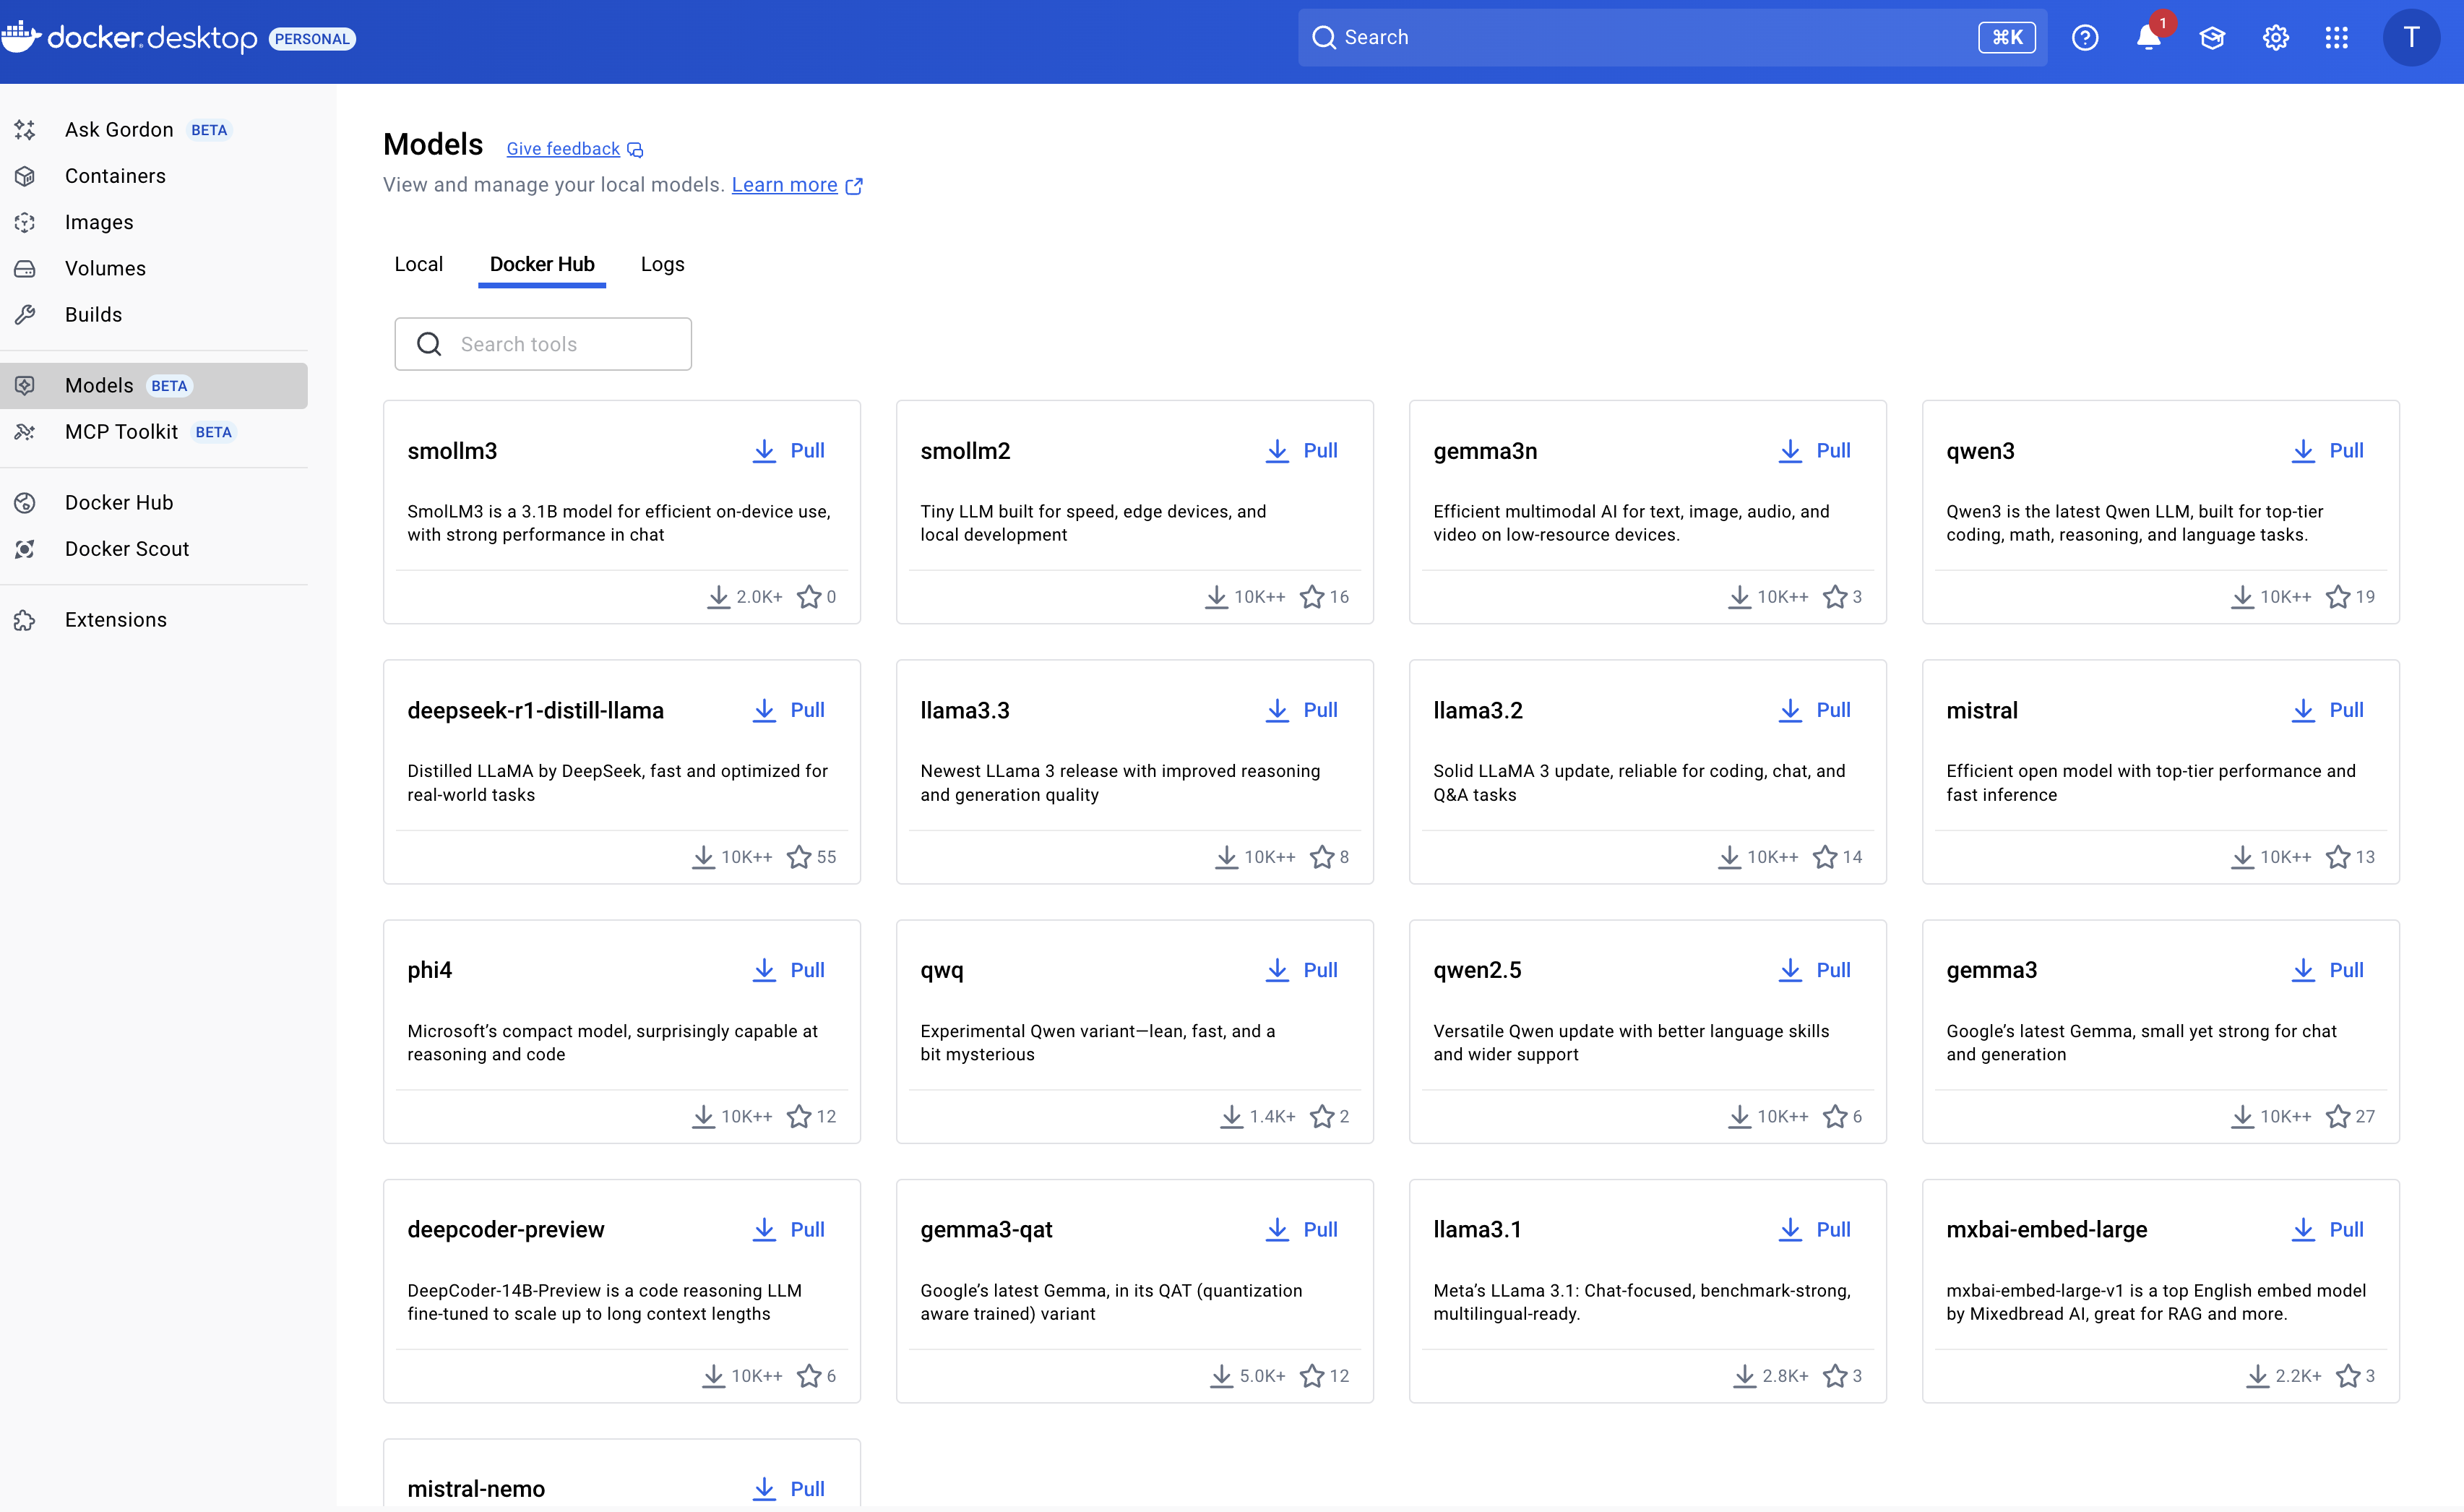 docker.desktop PERSONAL
Search ⌘K
1
T
Ask Gordon BETA
Containers
Images
Volumes
Builds
Models BETA
MCP Toolkit BETA
Docker Hub
Docker Scout
Extensions
Models Give feedback
View and manage your local models. Learn more
Local Docker Hub Logs
Search tools
smollm3 Pull
SmolLM3 is a 3.1B model for efficient on-device use,
with strong performance in chat
2.0K+ 0
smollm2 Pull
Tiny LLM built for speed, edge devices, and
local development
10K++ 16
gemma3n Pull
Efficient multimodal AI for text, image, audio, and
video on low-resource devices.
10K++ 3
qwen3 Pull
Qwen3 is the latest Qwen LLM, built for top-tier
coding, math, reasoning, and language tasks.
10K++ 19
deepseek-r1-distill-llama Pull
Distilled LLaMA by DeepSeek, fast and optimized for
real-world tasks
10K++ 55
llama3.3 Pull
Newest LLama 3 release with improved reasoning
and generation quality
10K++ 8
llama3.2 Pull
Solid LLaMA 3 update, reliable for coding, chat, and
Q&A tasks
10K++ 14
mistral Pull
Efficient open model with top-tier performance and
fast inference
10K++ 13
phi4 Pull
Microsoft’s compact model, surprisingly capable at
reasoning and code
10K++ 12
qwq Pull
Experimental Qwen variant—lean, fast, and a
bit mysterious
1.4K+ 2
qwen2.5 Pull
Versatile Qwen update with better language skills
and wider support
10K++ 6
gemma3 Pull
Google’s latest Gemma, small yet strong for chat
and generation
10K++ 27
deepcoder-preview Pull
DeepCoder-14B-Preview is a code reasoning LLM
fine-tuned to scale up to long context lengths
10K++ 6
gemma3-qat Pull
Google’s latest Gemma, in its QAT (quantization
aware trained) variant
5.0K+ 12
llama3.1 Pull
Meta’s LLama 3.1: Chat-focused, benchmark-strong,
multilingual-ready.
2.8K+ 3
mxbai-embed-large Pull
mxbai-embed-large-v1 is a top English embed model
by Mixedbread AI, great for RAG and more.
2.2K+ 3
mistral-nemo Pull